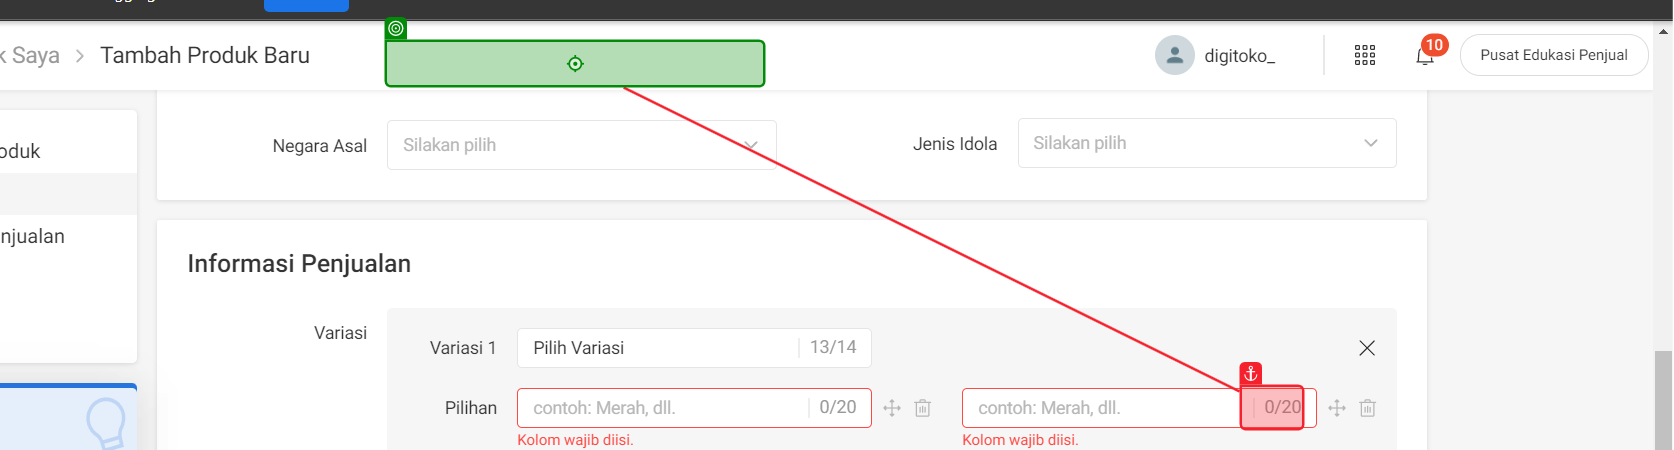 k Saya > Tambah Produk Baru
digitoko_
10
Pusat Edukasi Penjual
oduk
Negara Asal
Silakan pilih
Jenis Idola
Silakan pilih
njualan
Informasi Penjualan
Variasi
Variasi 1
Pilih Variasi
13/14
Pilihan
contoh: Merah, dll.
0/20
contoh: Merah, dll.
0/20
Kolom wajib diisi.
Kolom wajib diisi.